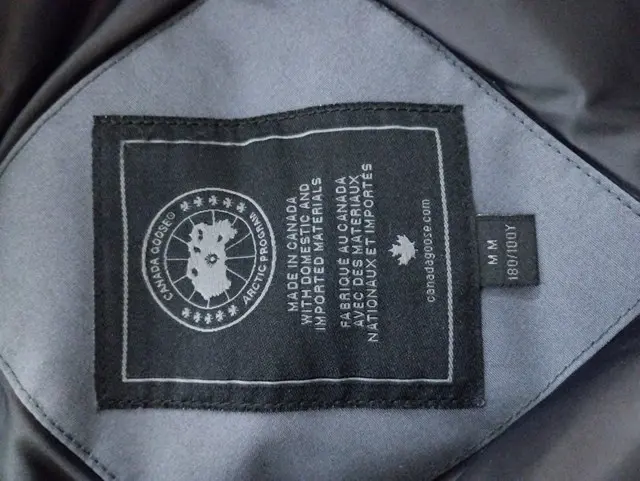 CANADA GOOSE®
ARCTIC PROGRAM
MADE IN CANADA
WITH DOMESTIC AND
IMPORTED MATERIALS
FABRIQUÉ AU CANADA
AVEC DES MATERIAUX
NATIONAUX ET IMPORTÉS
canadagoose.com
M M
180/100Y